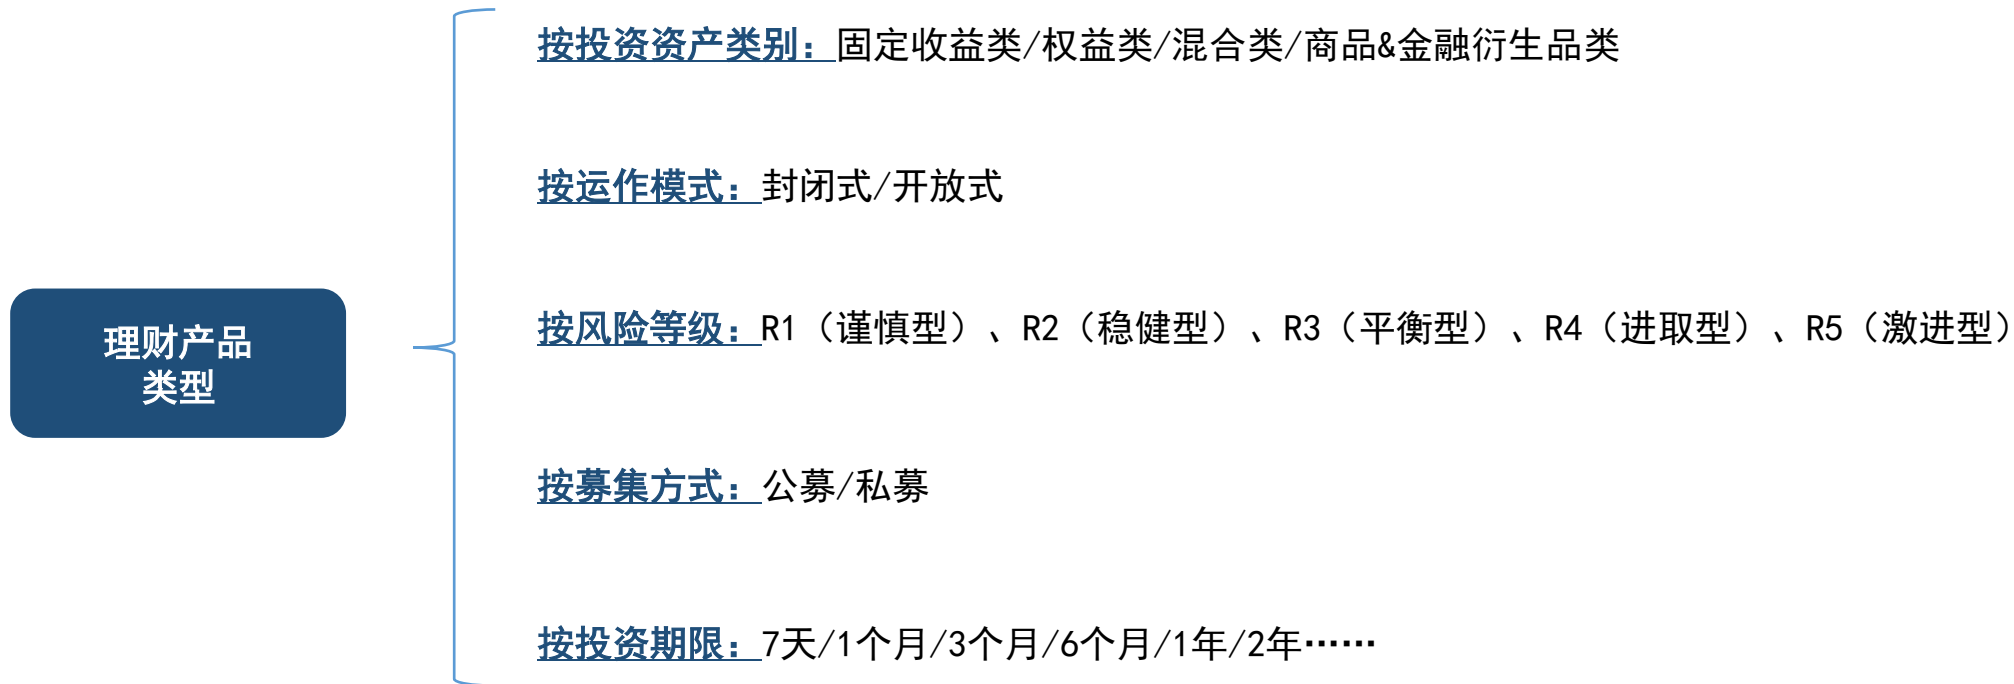 按投资资产类别：固定收益类/权益类/混合类/商品&金融衍生品类
按运作模式：封闭式/开放式
理财产品
类型
按风险等级：R1（谨慎型）、R2（稳健型）、R3（平衡型）、R4（进取型）、R5（激进型）
按募集方式：公募/私募
按投资期限：7天/1个月/3个月/6个月/1年/2年……